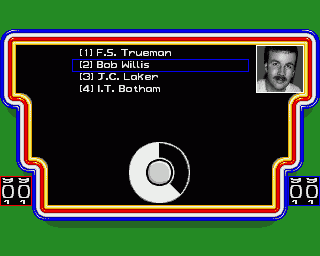 [1] F.S. Trueman
[2] Bob Willis
[3] J.C. Laker
[4] I.T. Botham